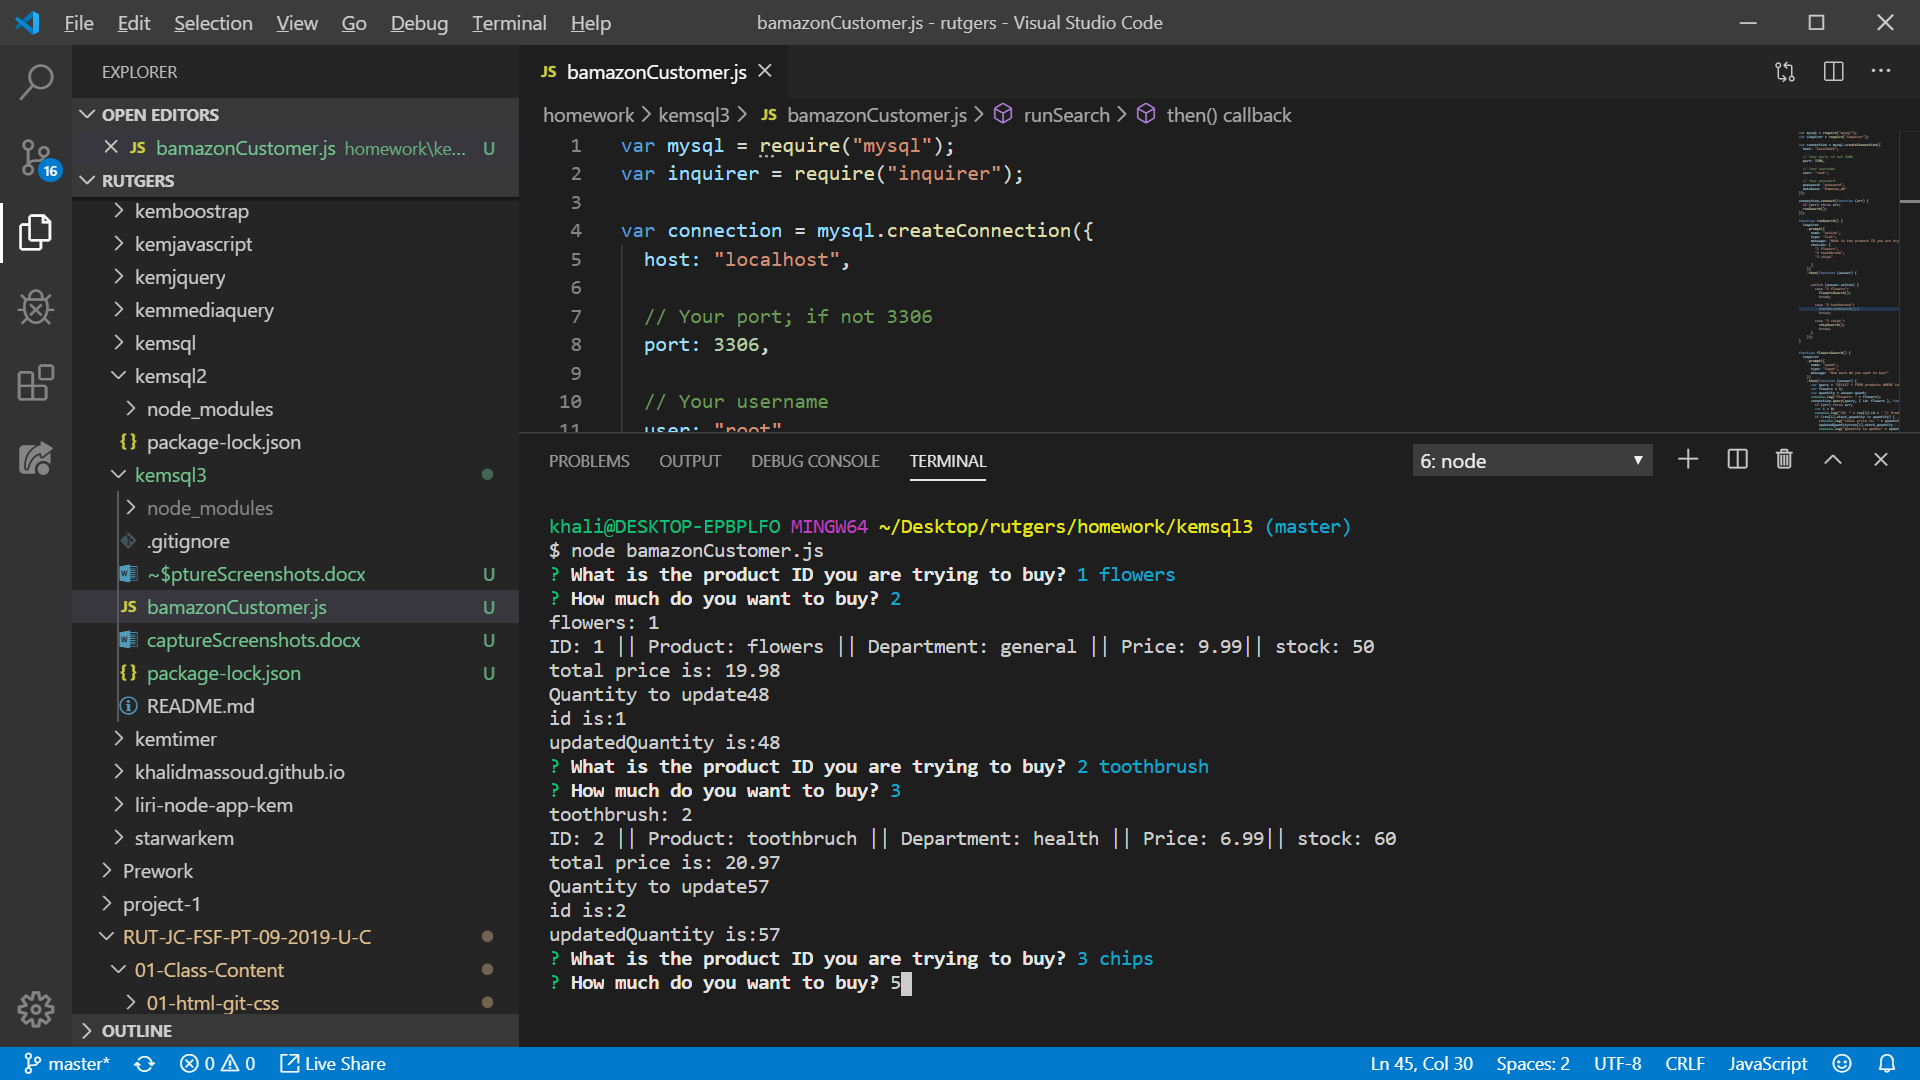 File Edit Selection View Go Debug Terminal Help
bamazonCustomer.js - rutgers - Visual Studio Code
EXPLORER
OPEN EDITORS
JS bamazonCustomer.js homework\ke... U
RUTGERS
kemboostrap
kemjavascript
kemjquery
kemmediaquery
kemsql
kemsql2
node_modules
{} package-lock.json
kemsql3
node_modules
.gitignore
~$ptureScreenshots.docx U
JS bamazonCustomer.js U
captureScreenshots.docx U
{} package-lock.json U
README.md
kemtimer
khalidmassoud.github.io
liri-node-app-kem
starwarkem
Prework
project-1
RUT-JC-FSF-PT-09-2019-U-C
01-Class-Content
01-html-git-css
OUTLINE
16
JS bamazonCustomer.js
homework > kemsql3 > JS bamazonCustomer.js > runSearch > then() callback
1 var mysql = require("mysql");
2 var inquirer = require("inquirer");
3
4 var connection = mysql.createConnection({
5 host: "localhost",
6
7 // Your port; if not 3306
8 port: 3306,
9
10 // Your username
11 user: "root"
PROBLEMS OUTPUT DEBUG CONSOLE TERMINAL
6: node
khali@DESKTOP-EPBPLFO MINGW64 ~/Desktop/rutgers/homework/kemsql3 (master)
$ node bamazonCustomer.js
? What is the product ID you are trying to buy? 1 flowers
? How much do you want to buy? 2
flowers: 1
ID: 1 || Product: flowers || Department: general || Price: 9.99|| stock: 50
total price is: 19.98
Quantity to update48
id is:1
updatedQuantity is:48
? What is the product ID you are trying to buy? 2 toothbrush
? How much do you want to buy? 3
toothbrush: 2
ID: 2 || Product: toothbruch || Department: health || Price: 6.99|| stock: 60
total price is: 20.97
Quantity to update57
id is:2
updatedQuantity is:57
? What is the product ID you are trying to buy? 3 chips
? How much do you want to buy? 5
master* 0 0 Live Share
Ln 45, Col 30 Spaces: 2 UTF-8 CRLF JavaScript